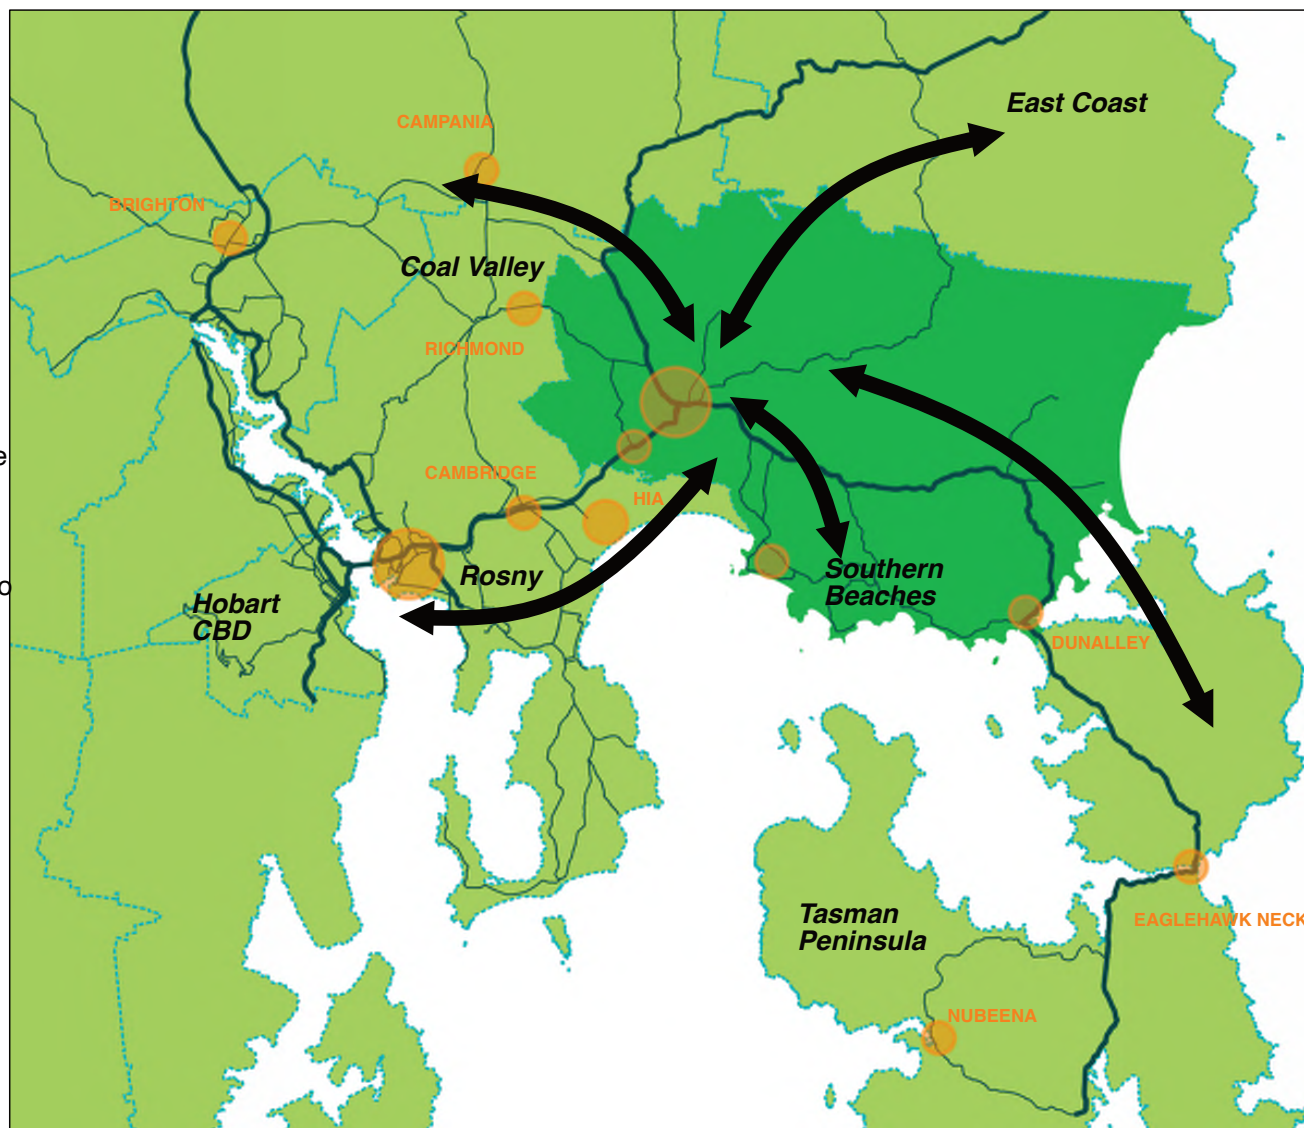 East Coast
CAMPANIA
BRIGHTON
Coal Valley
RICHMOND
e
CAMBRIDGE
HIA
Rosny
Southern
Beaches
o
Hobart
CBD
DUNALLEY
Tasman
Peninsula
EAGLEHAWK NECK
NUBEENA